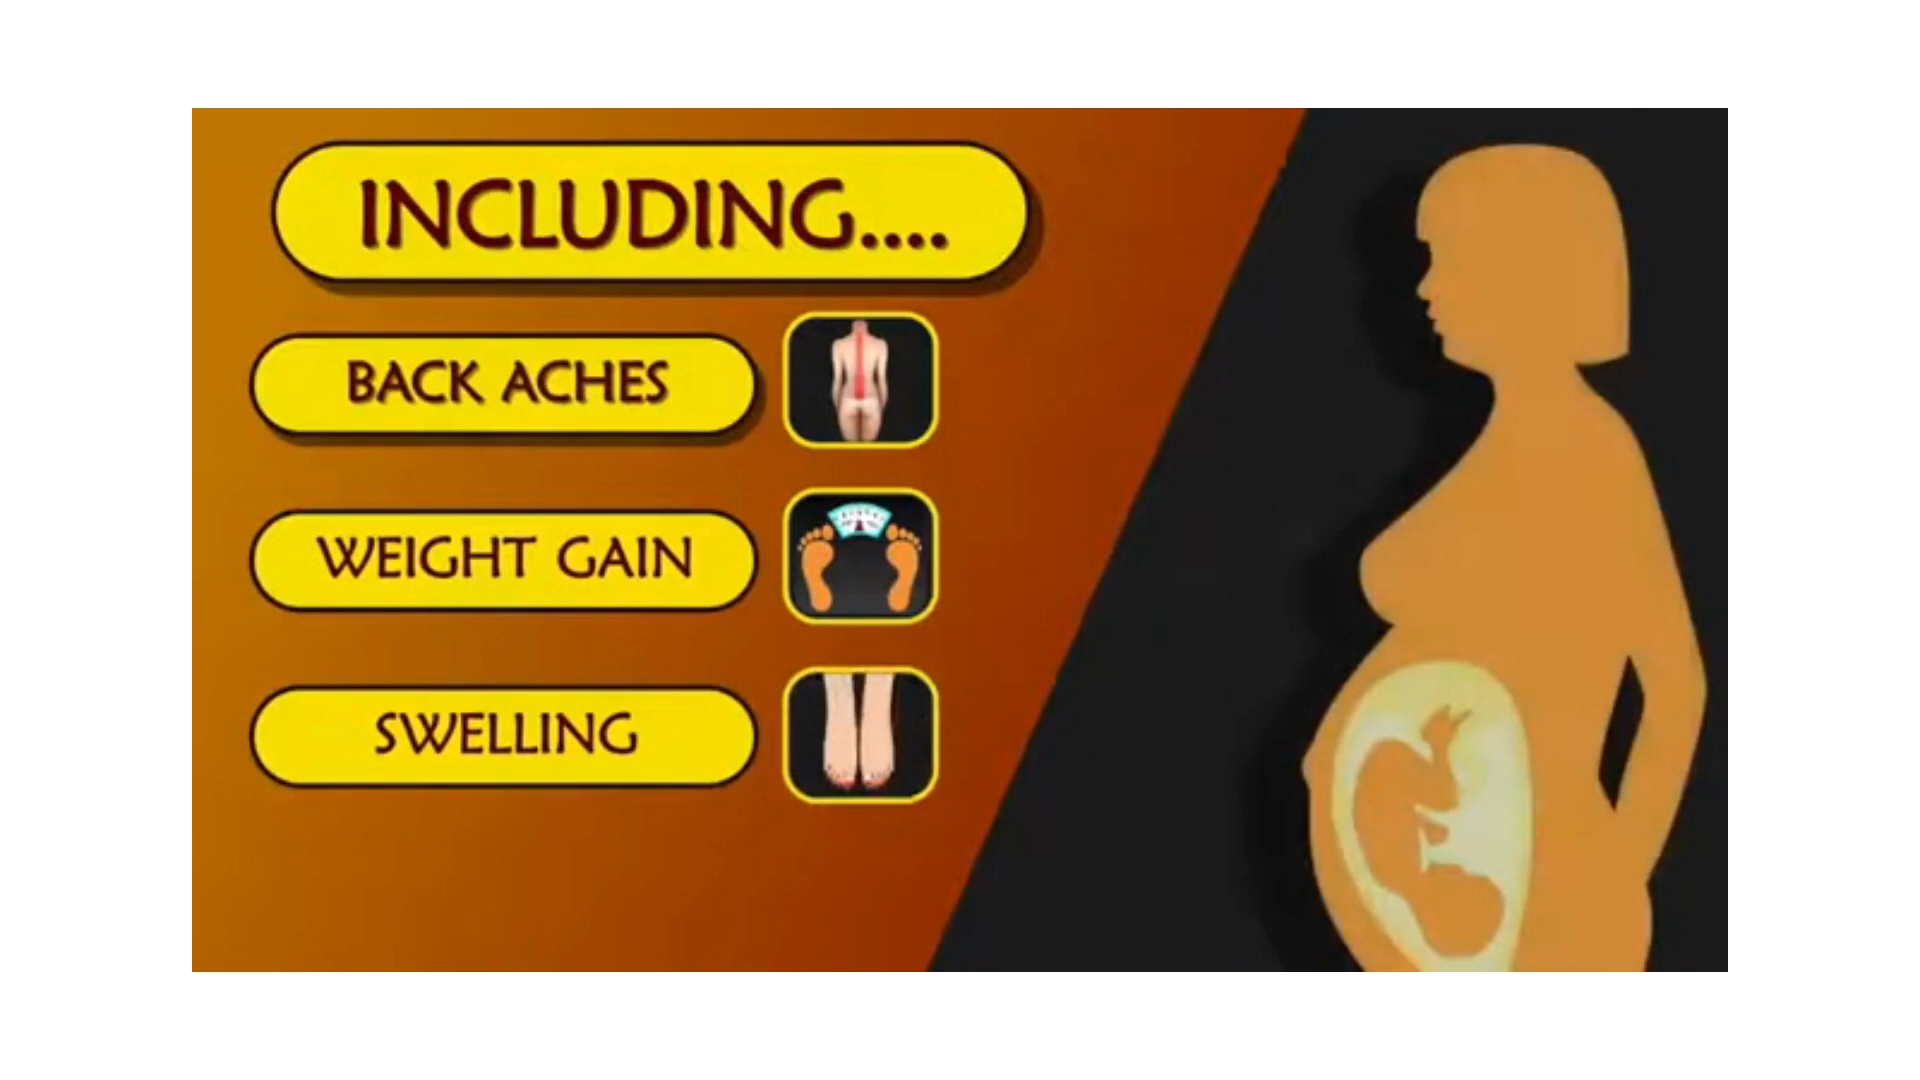 INCLUDING....
BACK ACHES
WEIGHT GAIN
SWELLING